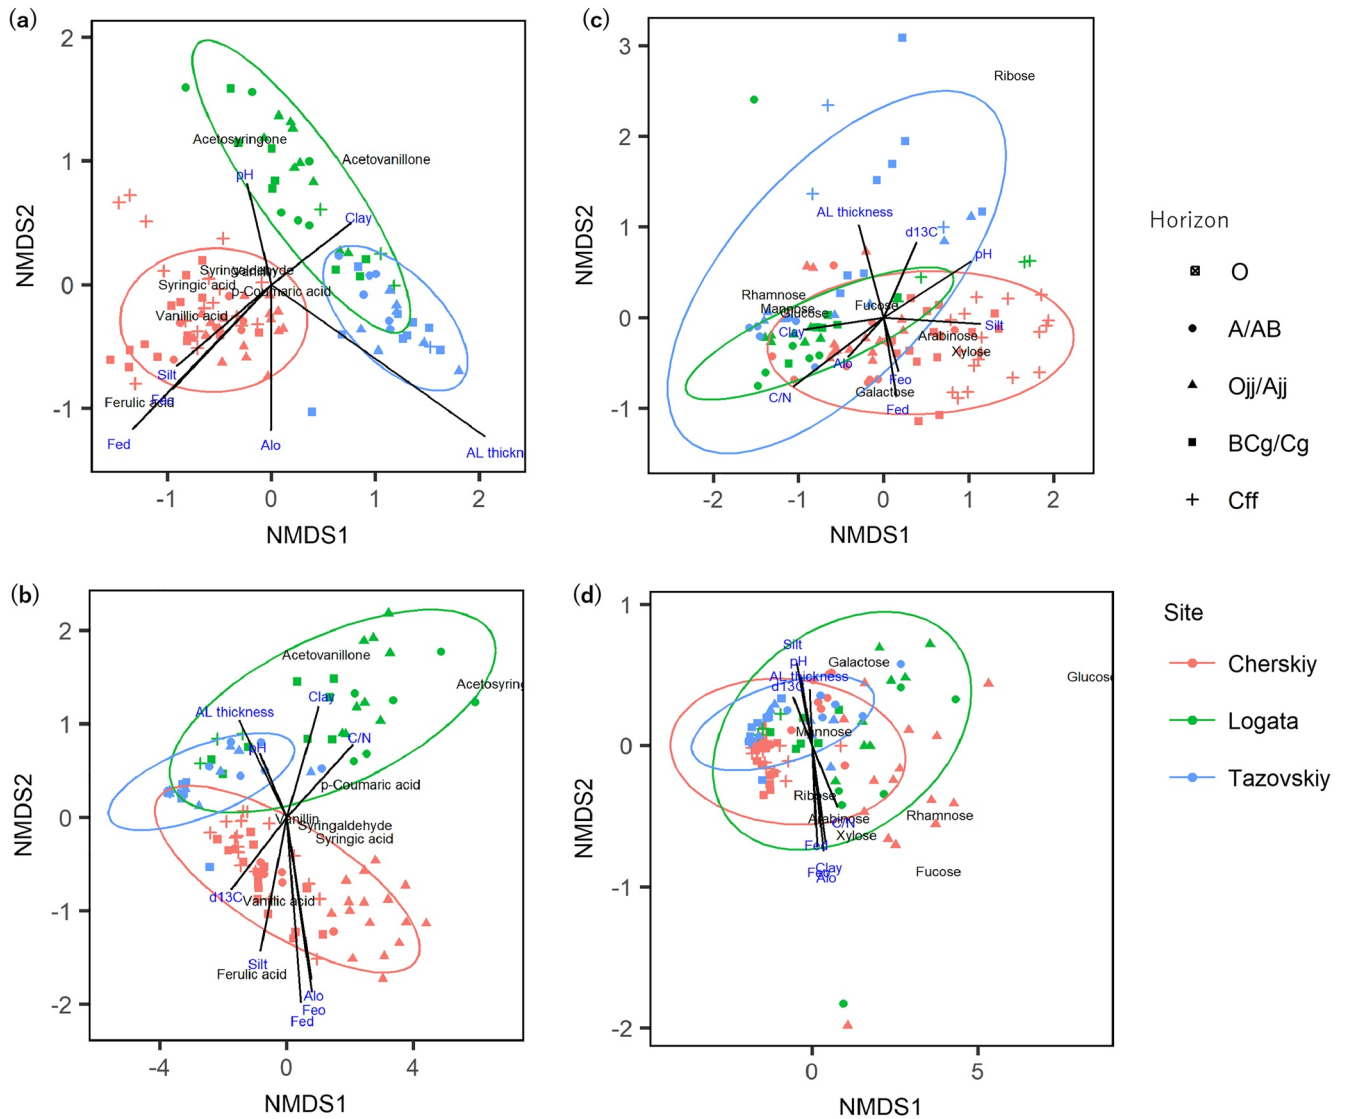 (a)
2
1
0
-1
NMDS2
Acetosyringone
Acetovanillone
pH
Clay
Syringaldehyde
Vanillin
Syringic acid
p-Coumaric acid
Vanillic acid
Silt
Ferulic acid
Feo
Fed
Alo
AL thickn
-1
0
1
2
NMDS1
(c)
3
2
1
0
-1
NMDS2
Ribose
AL thickness
d13C
pH
Rhamnose
Mannose
Glucose
Fucose
Clay
Silt
Arabinose
Xylose
Alo
Feo
C/N
Galactose
Fed
-2
-1
0
1
2
NMDS1
Horizon
O
A/AB
Ojj/Ajj
BCg/Cg
Cff
(b)
2
1
0
-1
-2
NMDS2
Acetovanillone
Acetosyring
Clay
AL thickness
C/N
pH
p-Coumaric acid
Vanillin
Syringaldehyde
Syringic acid
d13C
Vanillic acid
Silt
Ferulic acid
Alo
Feo
Fed
-4
0
4
NMDS1
(d)
1
0
-1
-2
NMDS2
Silt
pH
Galactose
AL thickness
d13C
Glucos
Mannose
Ribose
Arabinose
C/N
Rhamnose
Xylose
Fed
Clay
Feo
Alo
Fucose
0
5
NMDS1
Site
Cherskiy
Logata
Tazovskiy